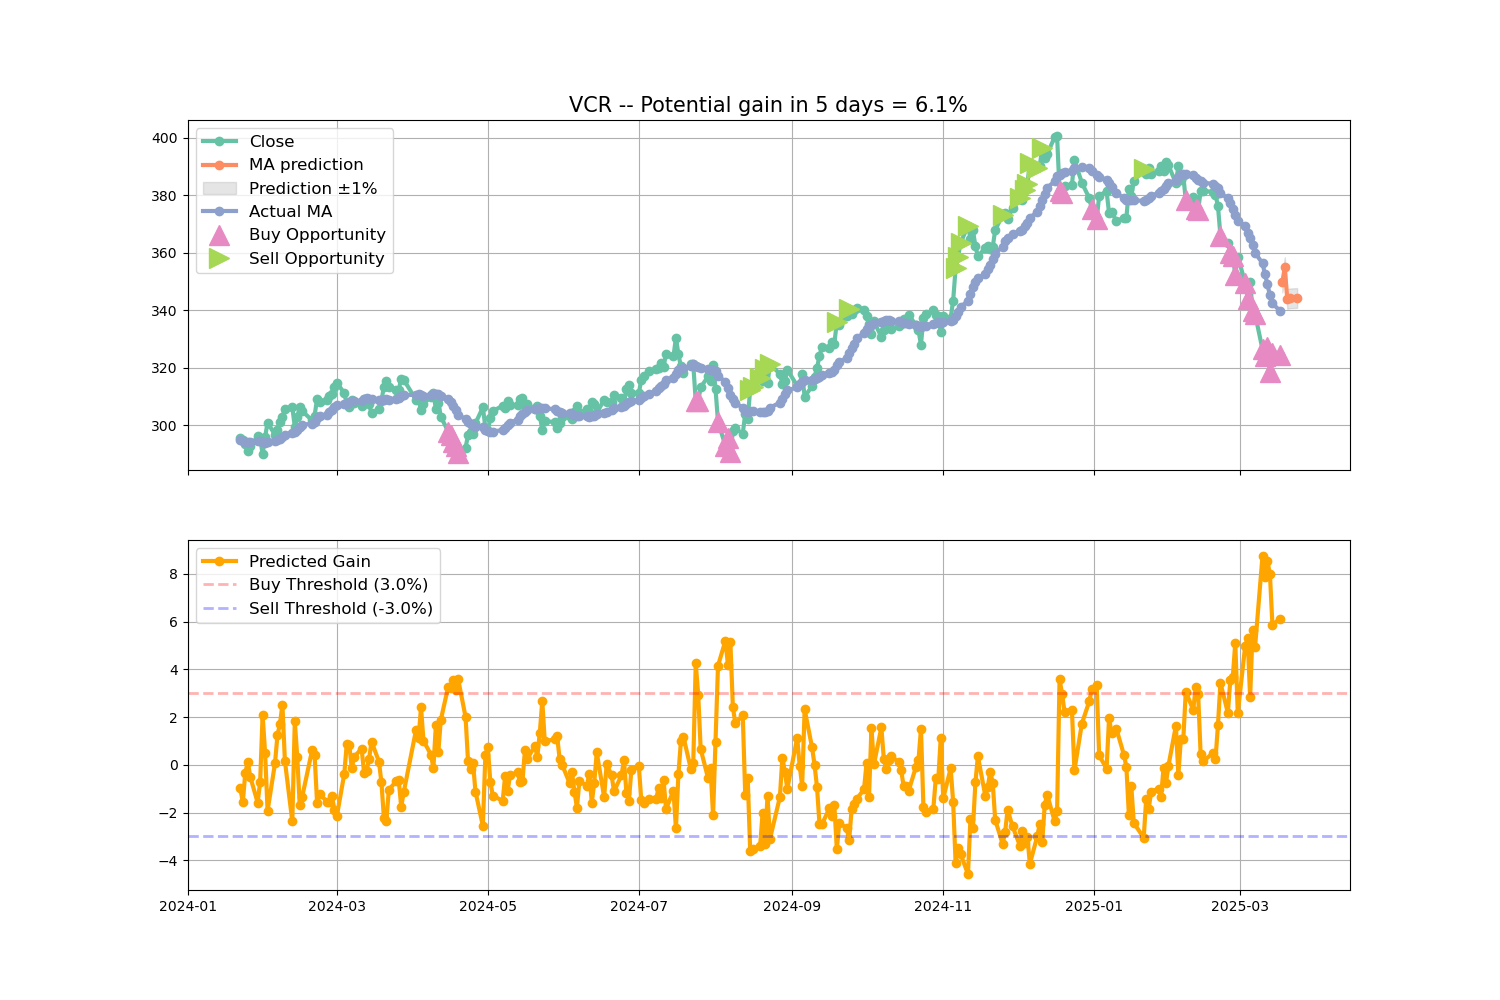 VCR -- Potential gain in 5 days = 6.1%
400
380
360
340
320
300
Close
MA prediction
Prediction ±1%
Actual MA
Buy Opportunity
Sell Opportunity
8
6
4
2
0
−2
−4
Predicted Gain
Buy Threshold (3.0%)
Sell Threshold (-3.0%)
2024-01 2024-03 2024-05 2024-07 2024-09 2024-11 2025-01 2025-03